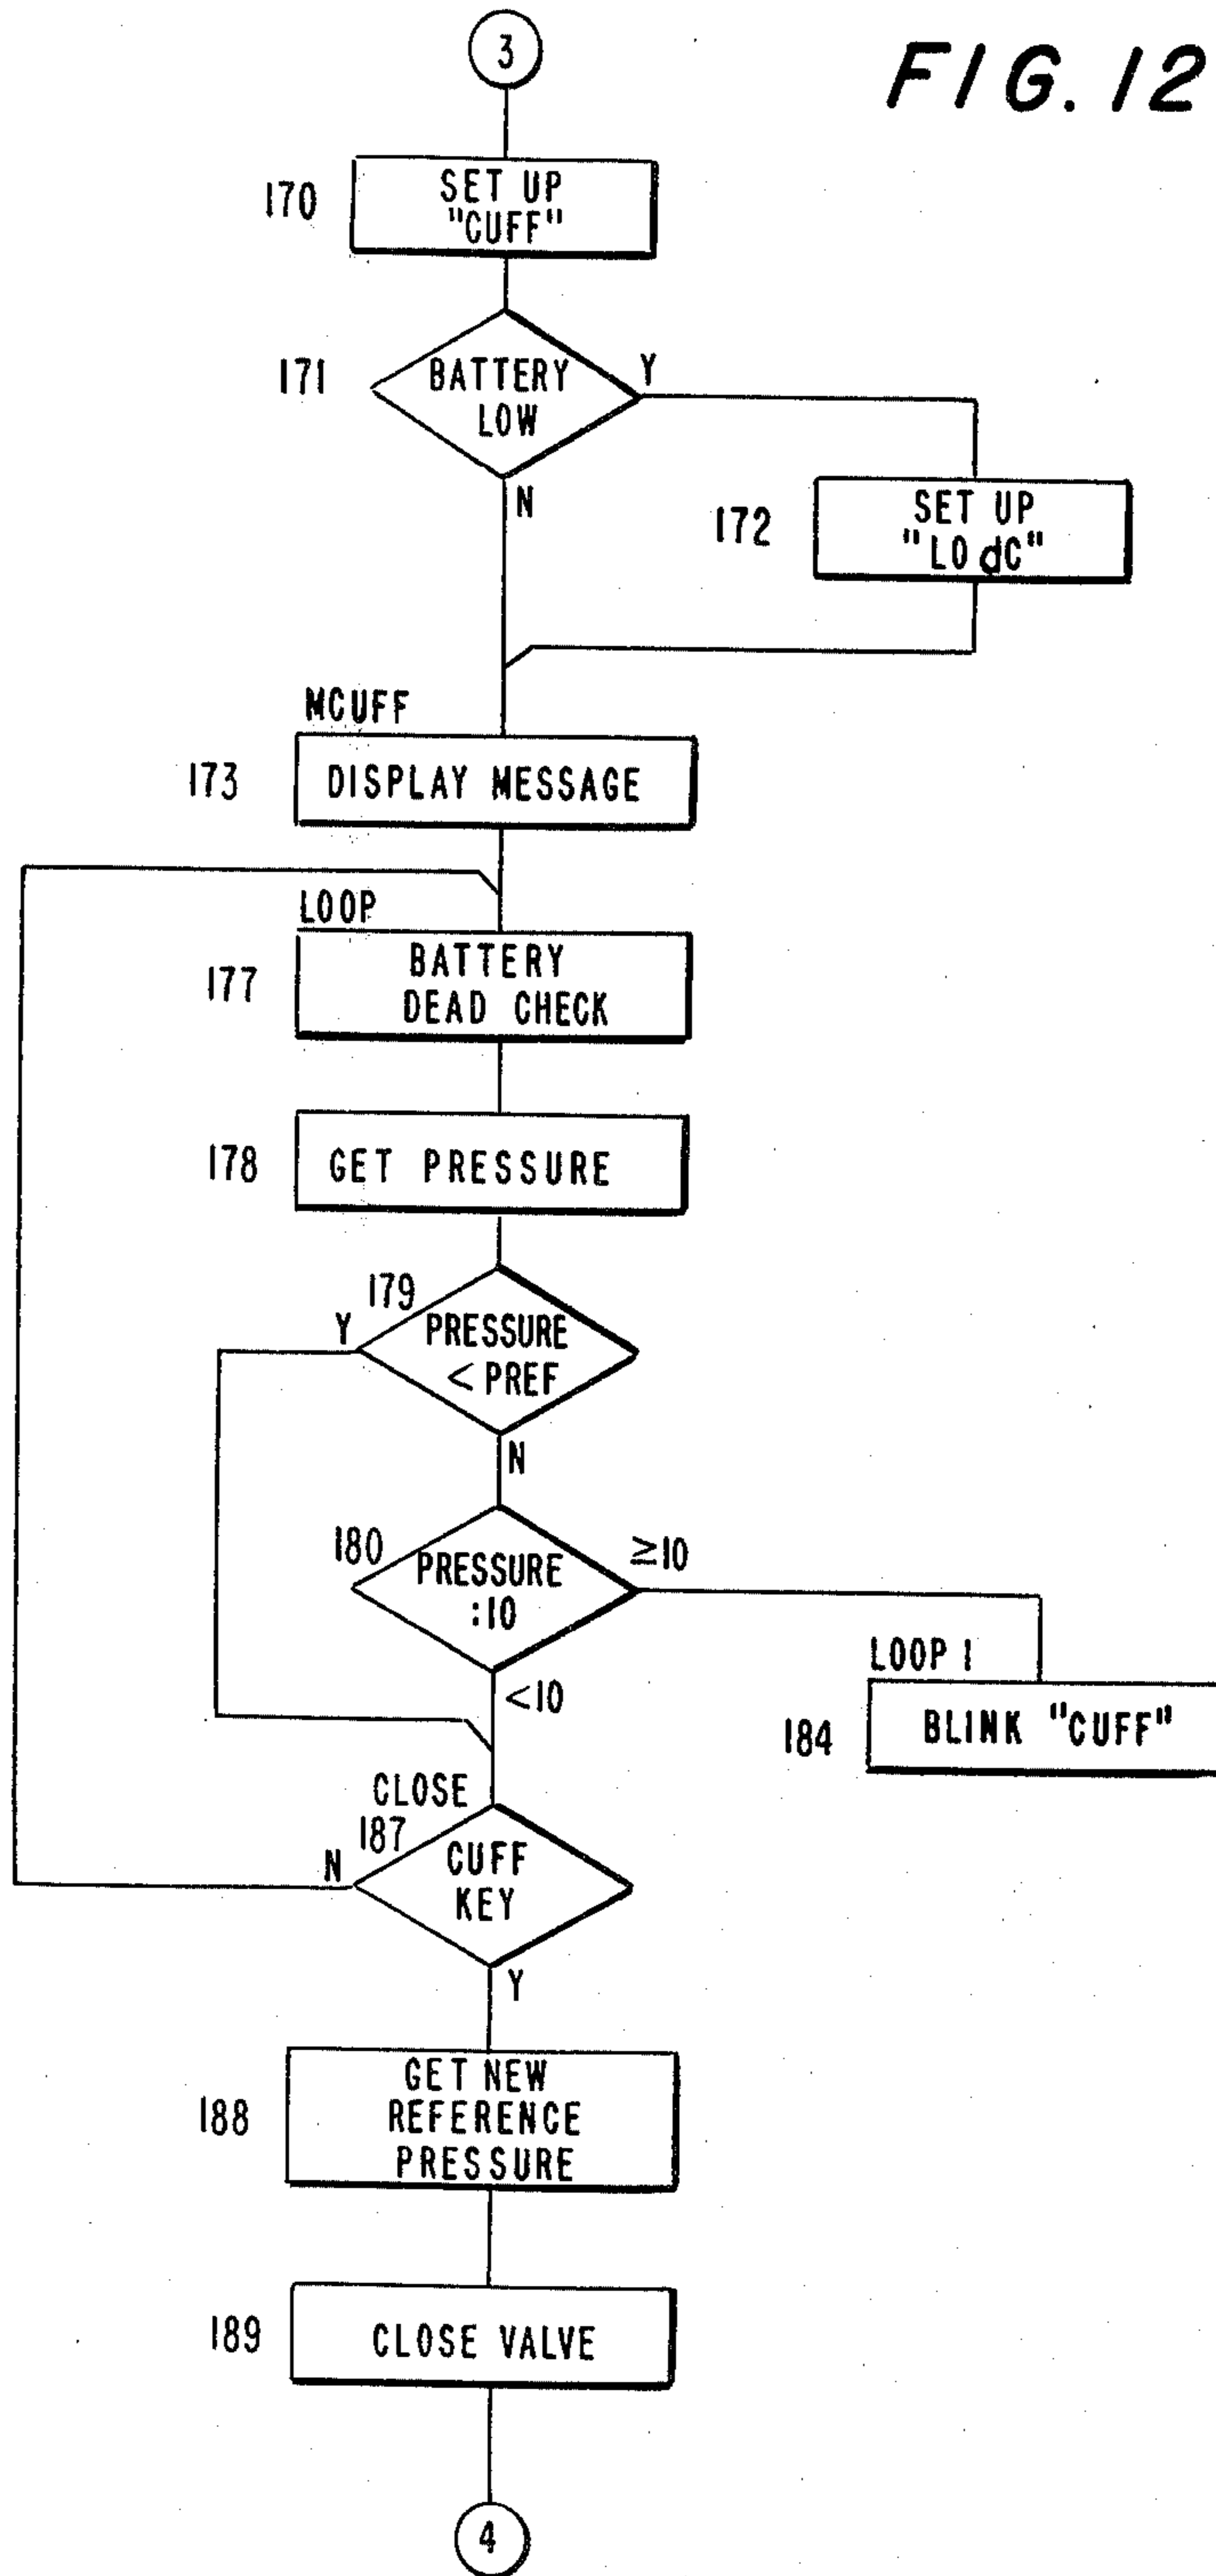 3
FIG. 12
170
SET UP
"CUFF"
171
BATTERY
LOW
Y
N
172
SET UP
"LO dC"
MCUFF
173
DISPLAY MESSAGE
LOOP
177
BATTERY
DEAD CHECK
178
GET PRESSURE
179
Y
PRESSURE
< PREF
N
180
PRESSURE
:10
≥10
<10
LOOP 1
184
BLINK "CUFF"
CLOSE
187
N
CUFF
KEY
Y
188
GET NEW
REFERENCE
PRESSURE
189
CLOSE VALVE
4